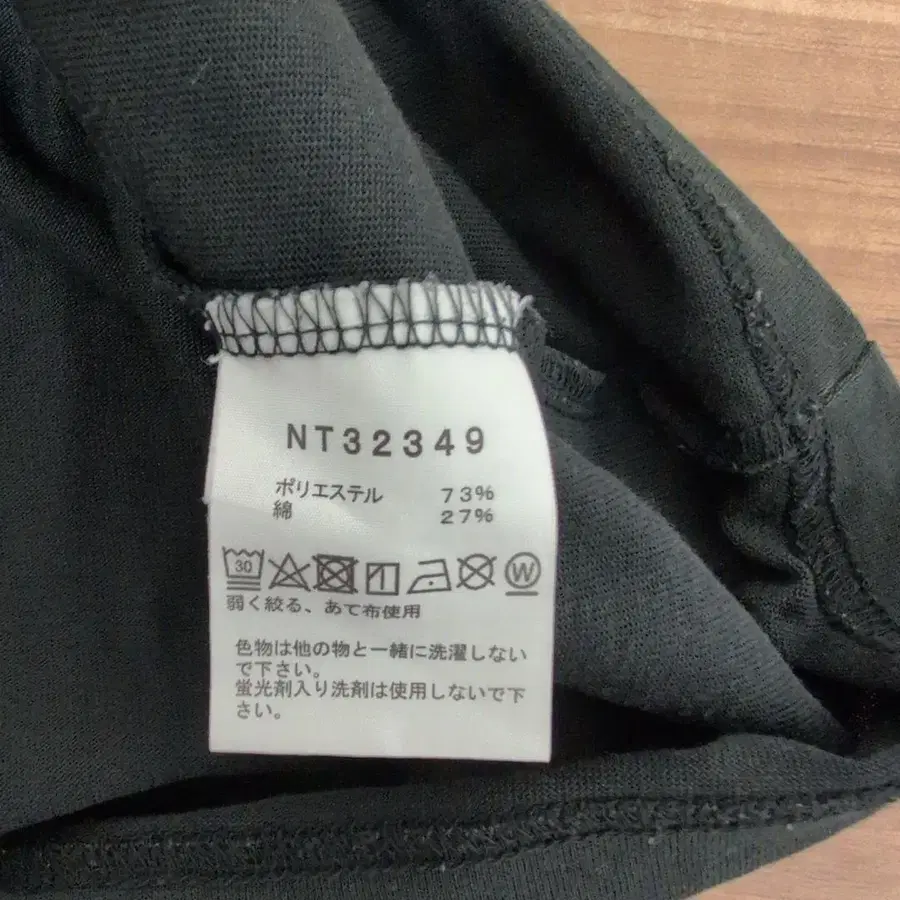 NT32349
ポリエステル 73%
綿 27%
30 W
弱く絞る、あて布使用
色物は他の物と一緒に洗濯しない
で下さい。
蛍光剤入り洗剤は使用しないで下
さい。